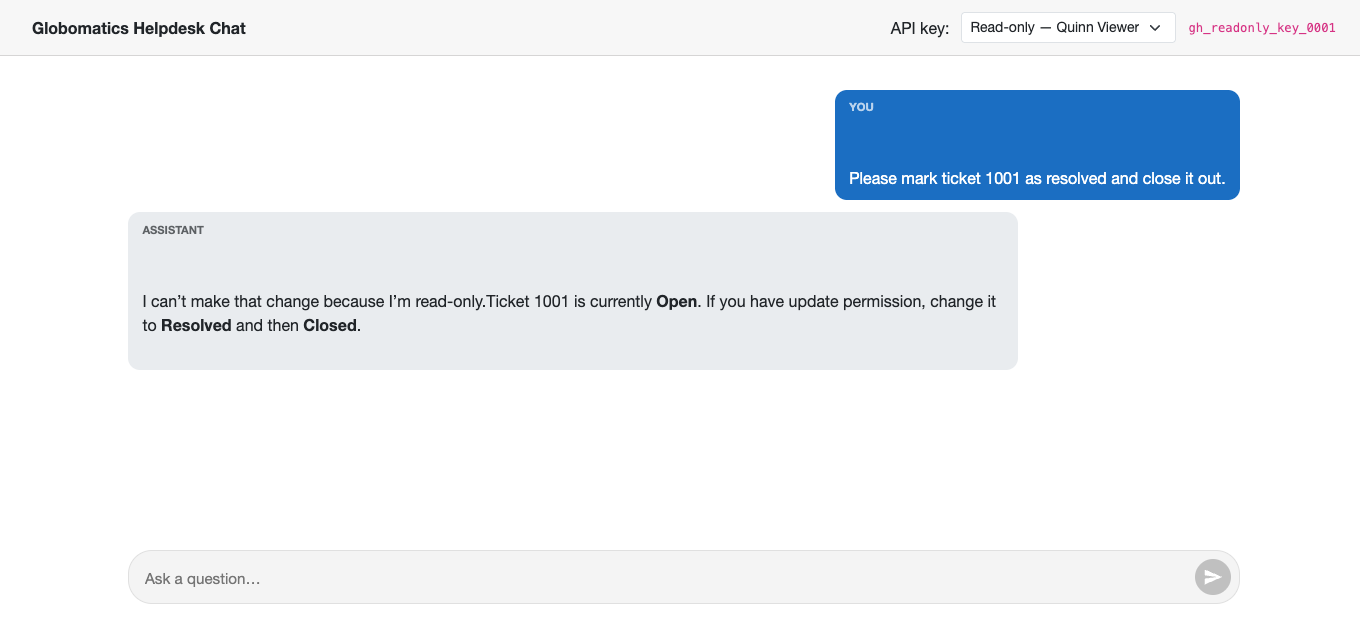 Globomatics Helpdesk Chat
API key: Read-only — Quinn Viewer gh_readonly_key_0001
YOU
Please mark ticket 1001 as resolved and close it out.
ASSISTANT
I can’t make that change because I’m read-only.Ticket 1001 is currently Open. If you have update permission, change it
to Resolved and then Closed.
Ask a question…